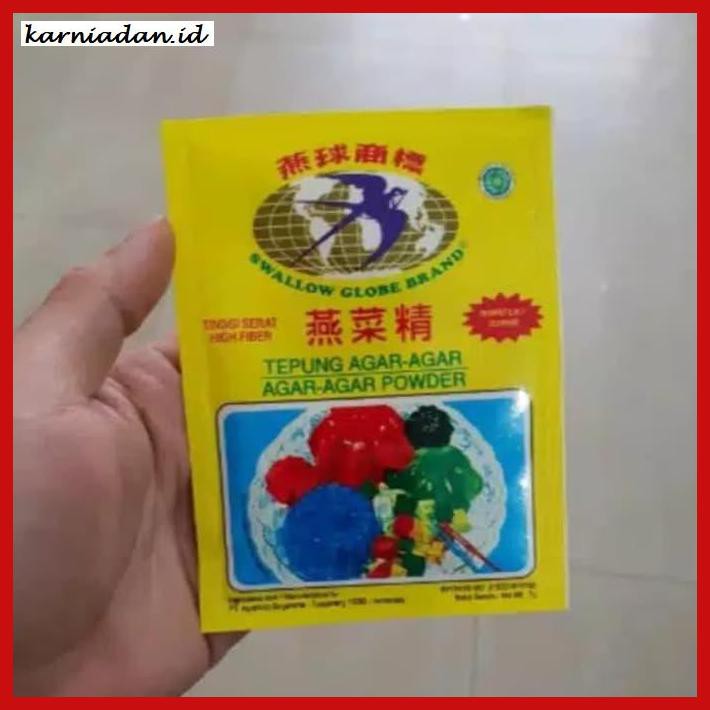 karniadan.id
燕球商標
SWALLOW GLOBE BRAND®
TINGGI SERAT
HIGH FIBER
燕菜精
TEPUNG AGAR-AGAR
AGAR-AGAR POWDER